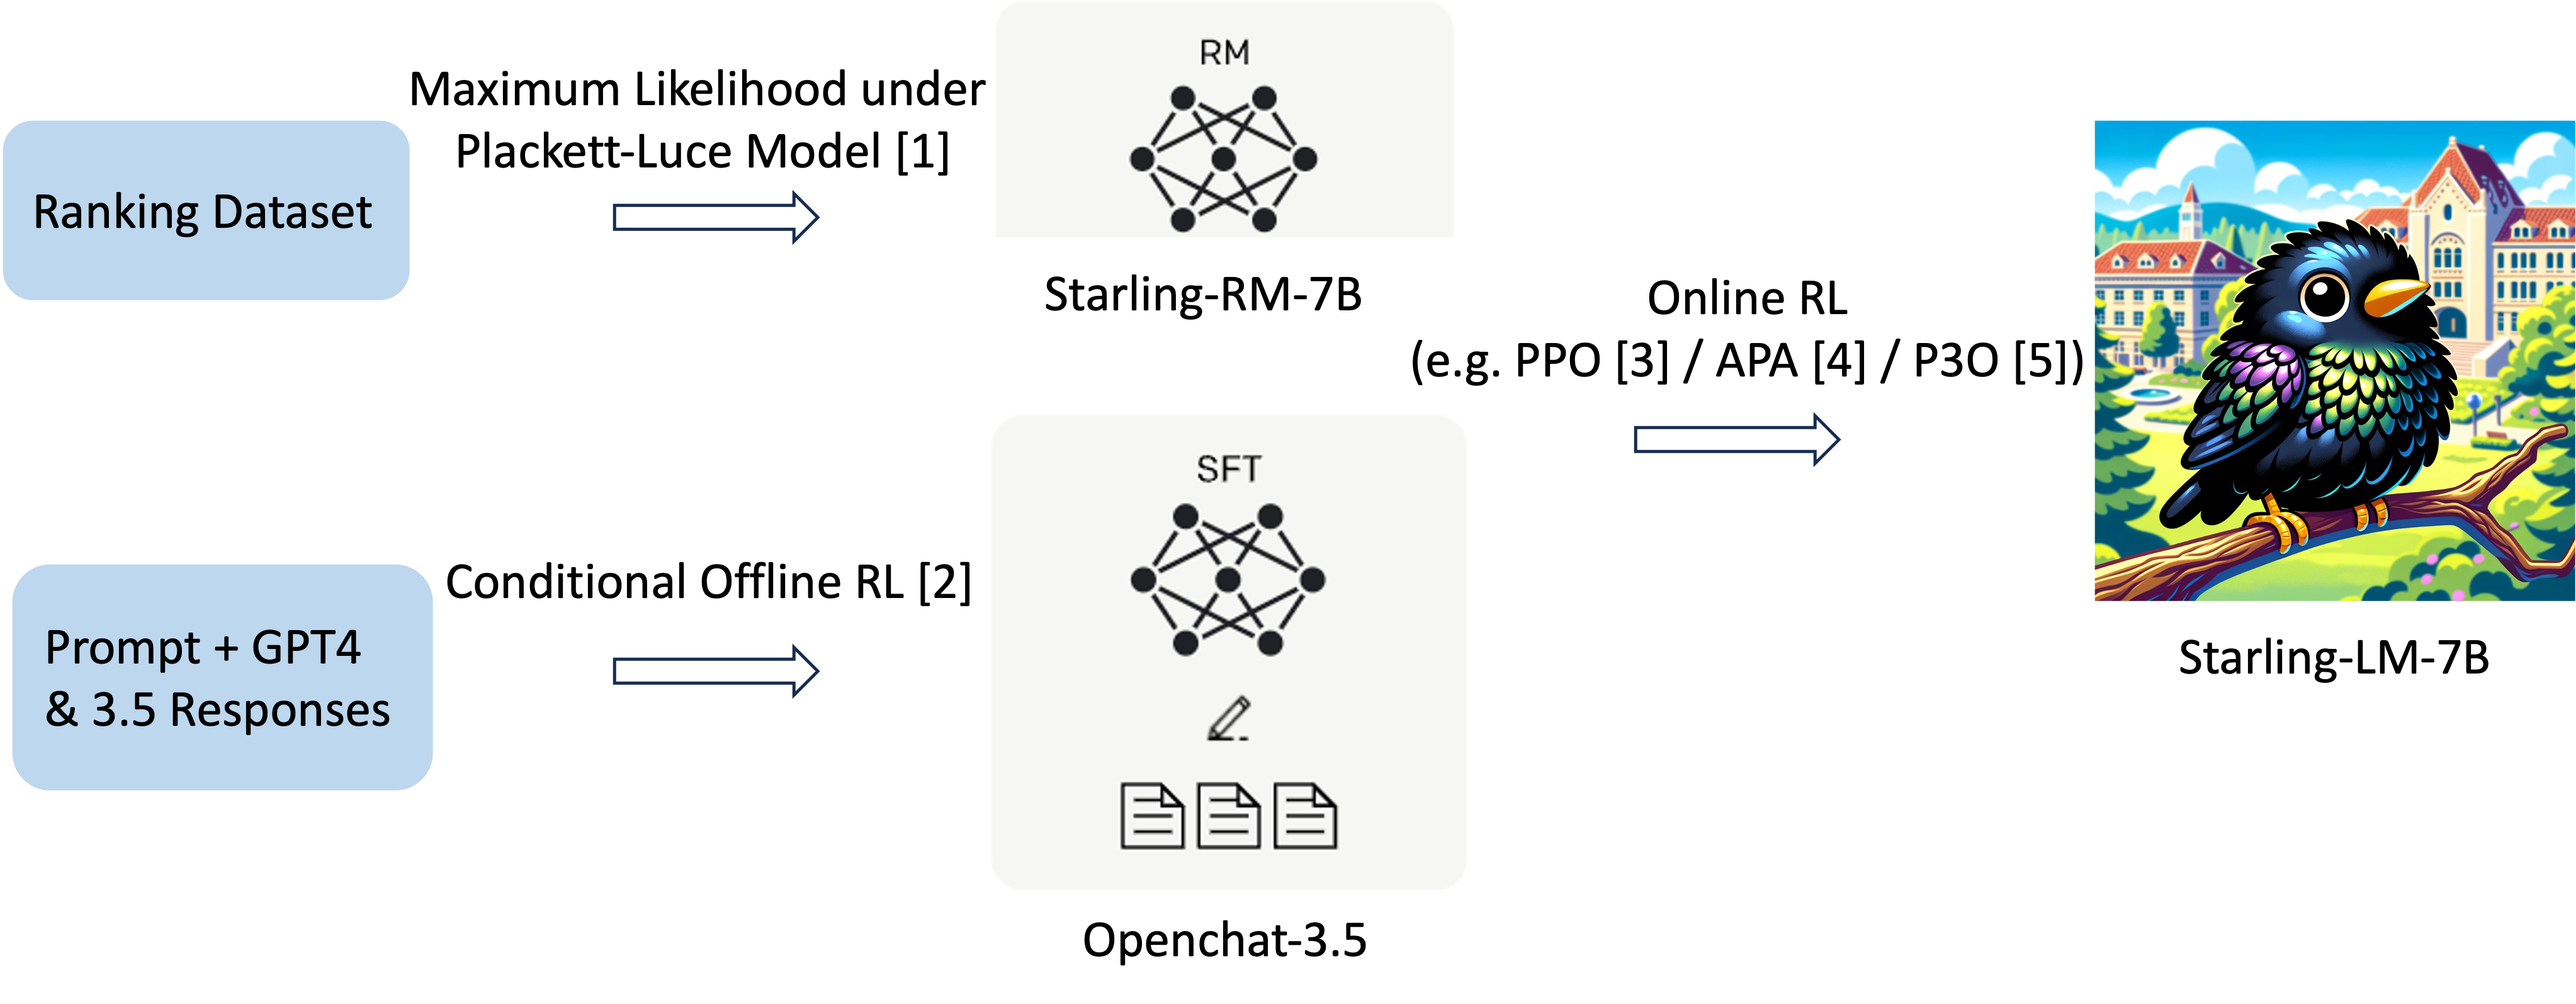 Ranking Dataset
Maximum Likelihood under
Plackett-Luce Model [1]
RM
Starling-RM-7B
Prompt + GPT4
& 3.5 Responses
Conditional Offline RL [2]
SFT
Openchat-3.5
Online RL
(e.g. PPO [3] / APA [4] / P3O [5])
Starling-LM-7B